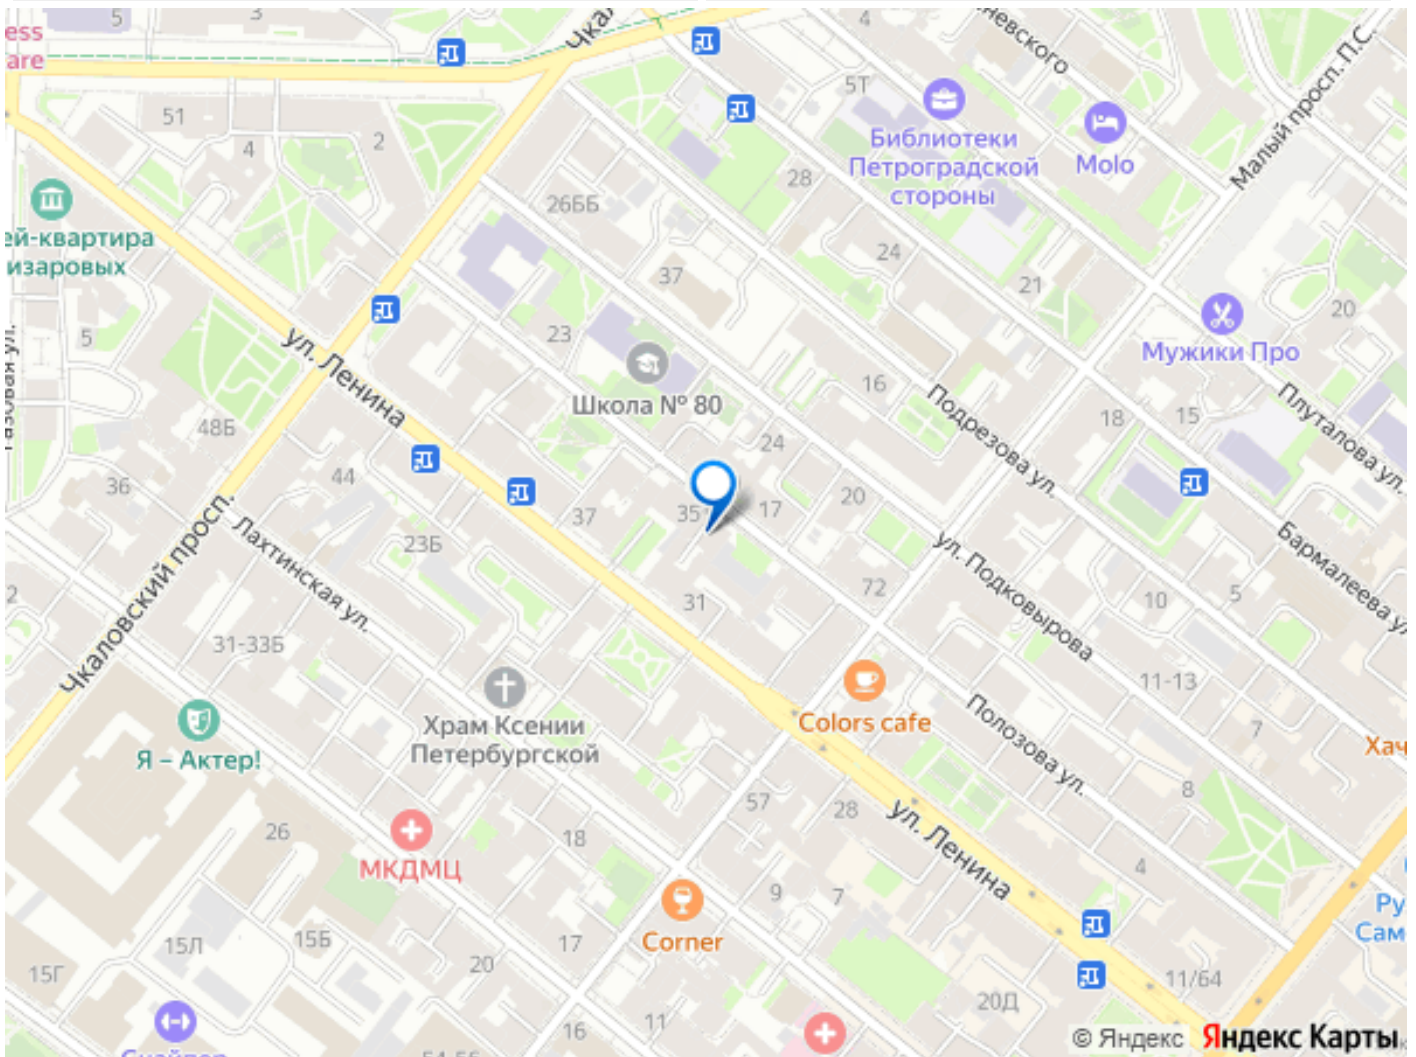 5
3
4
ess
are
невского
Малый просп. П.С.
51
2
4
5Т
Библиотеки
Петроградской
стороны
Molo
28
26ББ
24
37
21
20
ей-квартира
изаровых
5
23
Школа № 80
16
Мужики Про
ул. Ленина
Подрезова ул.
18
15
Плуталова ул.
48Б
44
36
24
20
35
17
37
23Б
Чкаловский просп.
Лахтинская ул.
ул. Подковырова
Бармалеева ул
2
31
72
10
5
31-33Б
11-13
Храм Ксении
Петербургской
Colors cafe
Полозова ул.
7
Хач
Я – Актер!
8
57
28
ул. Ленина
4
26
МКДМЦ
18
9
7
Ру
Сам
Corner
15Л
15Б
17
20
15Г
11/64
20Д
16
11
© Яндекс Яндекс Карты